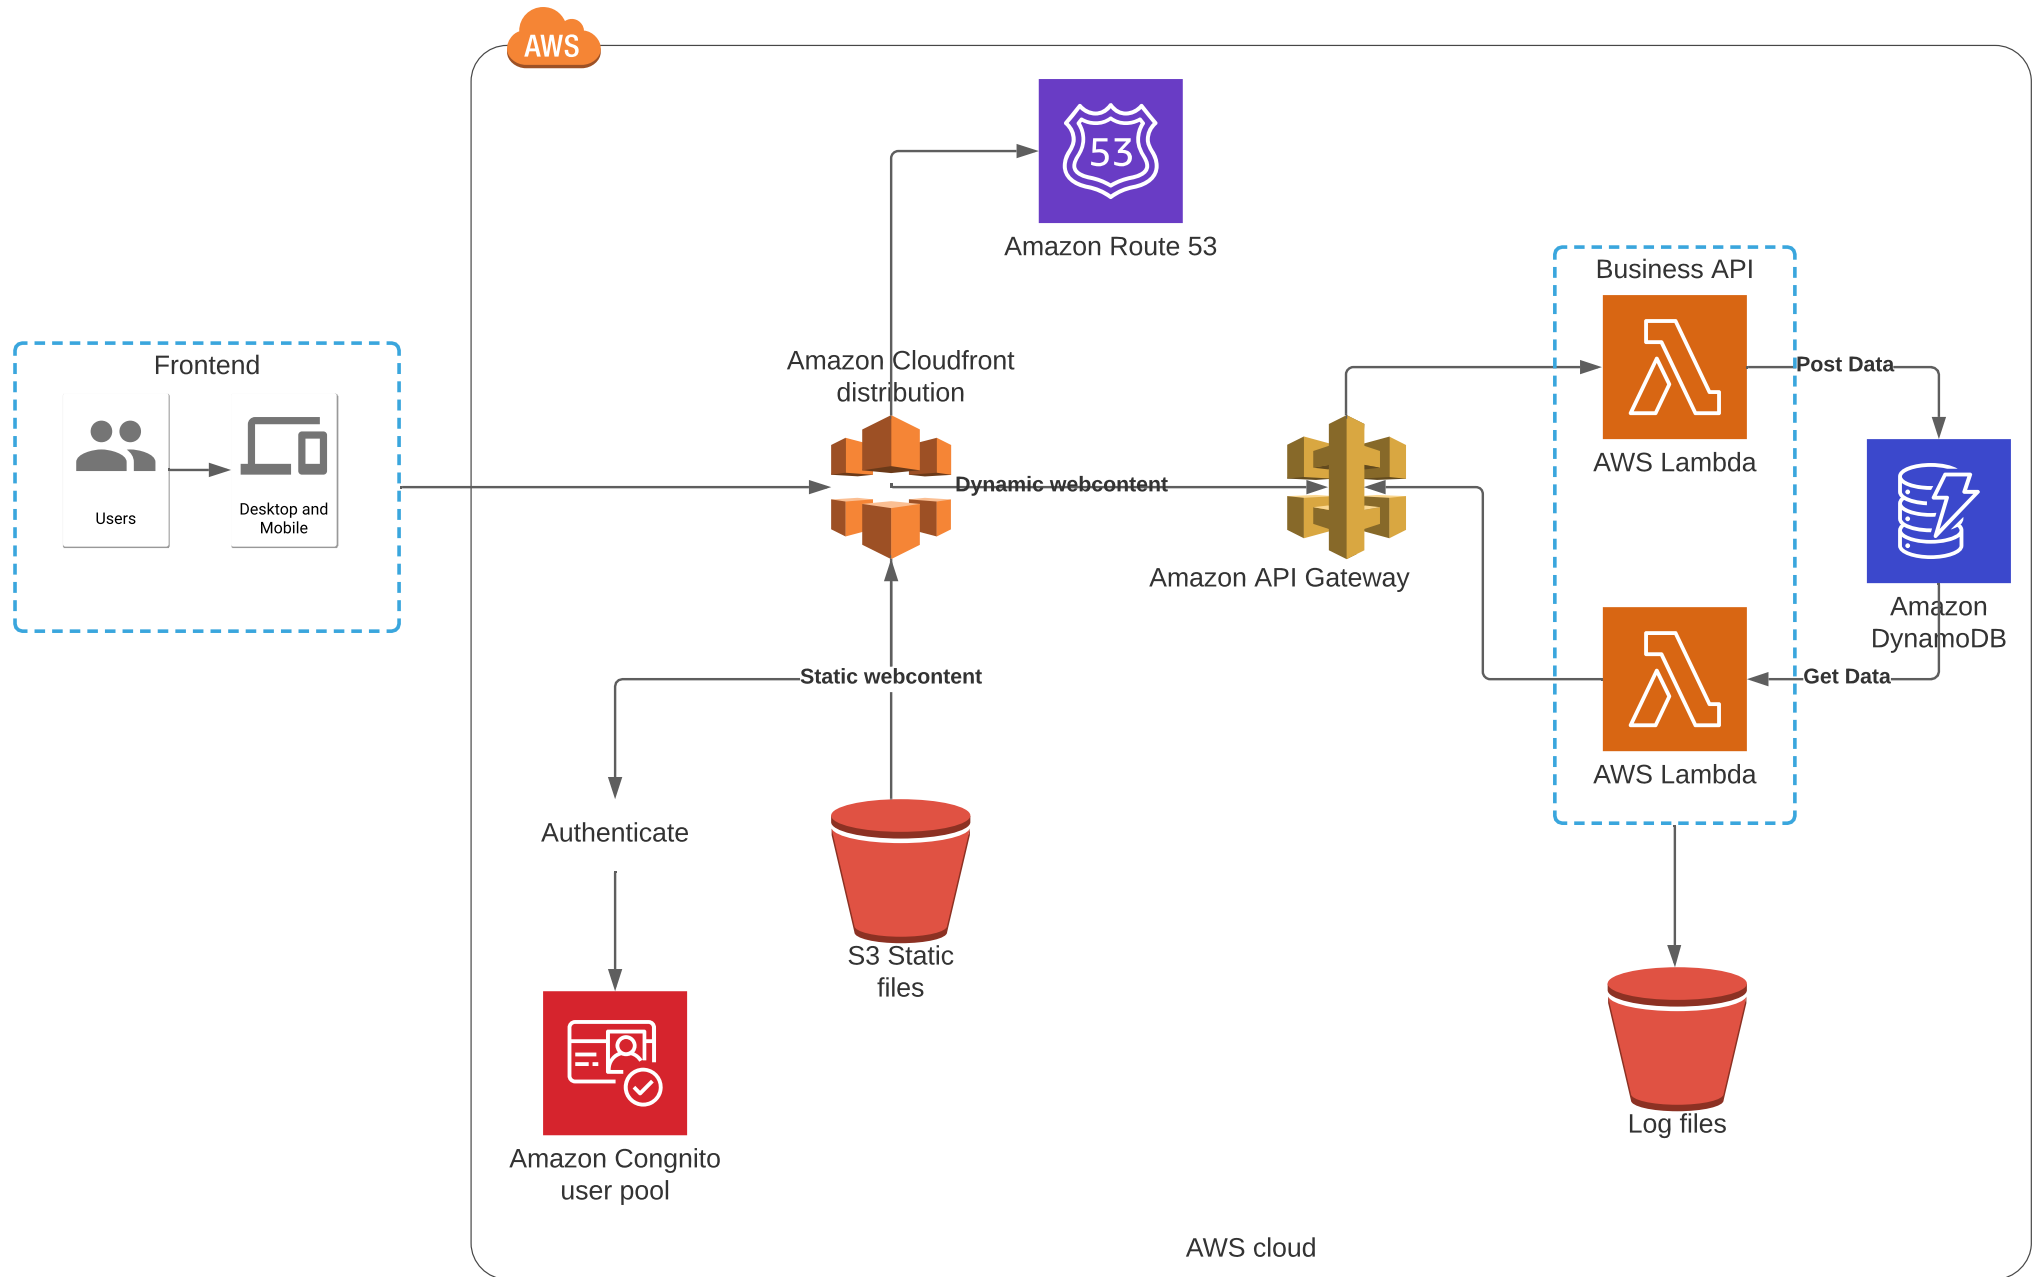 AWS
53
Amazon Route 53
Business API
AWS Lambda
Post Data
Frontend
Users
Desktop and
Mobile
Amazon Cloudfront
distribution
Dynamic webcontent
Amazon API Gateway
Amazon
DynamoDB
Get Data
AWS Lambda
Static webcontent
Authenticate
S3 Static
files
Log files
Amazon Congnito
user pool
AWS cloud